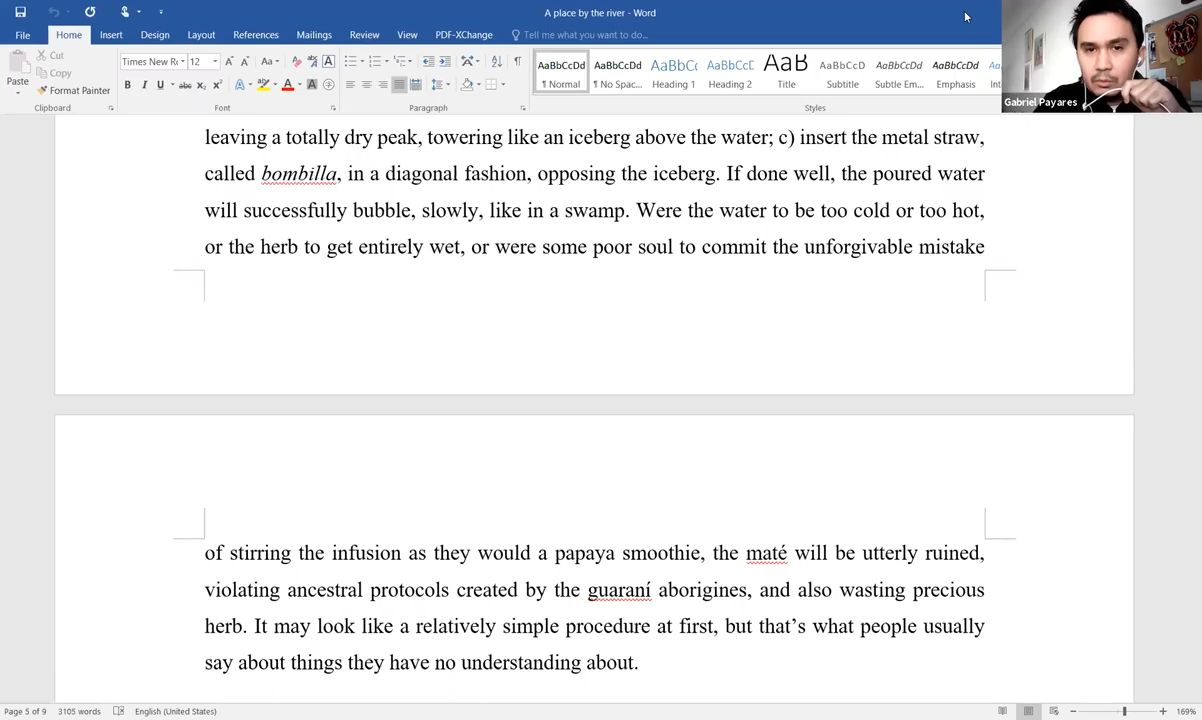 A place by the river - Word
File Home Insert Design Layout References Mailings Review View PDF-XChange Tell me what you want to do...
Gabriel Payares
Paste
Cut
Copy
Format Painter
Clipboard
Times New Ro 12
Font
Paragraph
AaBbCcDd AaBbCcDd AaBbCc AaBbCcC AaB AaBbCcD AaBbCcDd AaBbCcDd
¶ Normal ¶ No Spac... Heading 1 Heading 2 Title Subtitle Subtle Em... Emphasis
Styles
leaving a totally dry peak, towering like an iceberg above the water; c) insert the metal straw,
called bombilla, in a diagonal fashion, opposing the iceberg. If done well, the poured water
will successfully bubble, slowly, like in a swamp. Were the water to be too cold or too hot,
or the herb to get entirely wet, or were some poor soul to commit the unforgivable mistake
of stirring the infusion as they would a papaya smoothie, the maté will be utterly ruined,
violating ancestral protocols created by the guaraní aborigines, and also wasting precious
herb. It may look like a relatively simple procedure at first, but that's what people usually
say about things they have no understanding about.
Page 5 of 9 3105 words English (United States) 169%